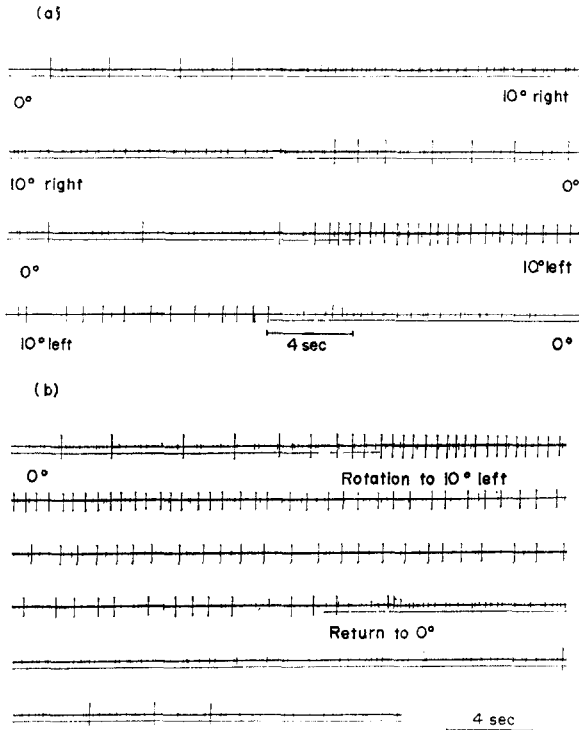 (a)
0°
10° right
10° right
0°
0°
10° left
10° left
4 sec
0°
(b)
0°
Rotation to 10° left
Return to 0°
4 sec